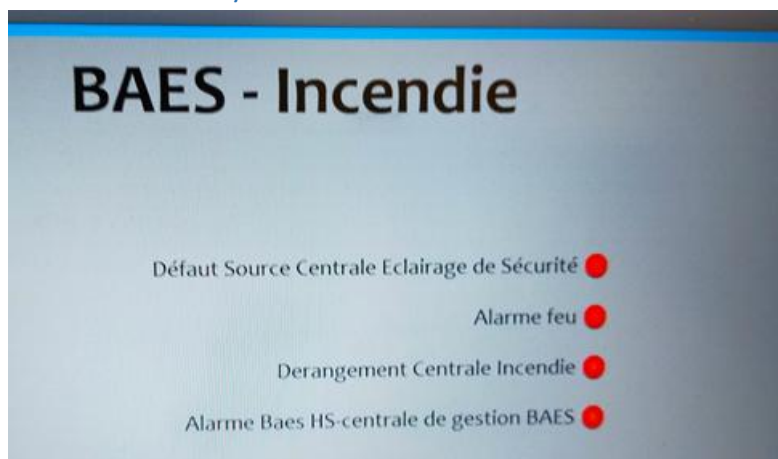 BAES - Incendie
Défaut Source Centrale Eclairage de Sécurité
Alarme feu
Derangement Centrale Incendie
Alarme Baes HS-centrale de gestion BAES